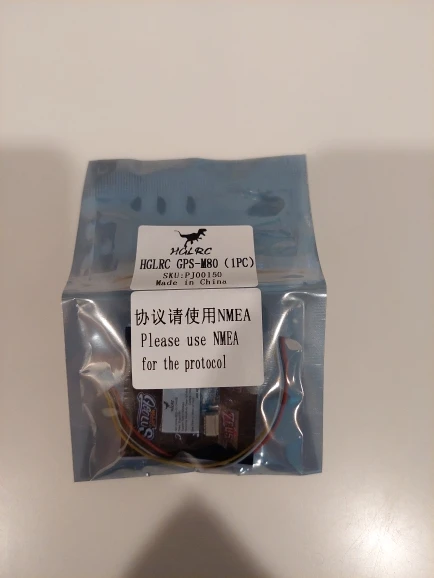 HGLRC
HGLRC GPS-M80 (1PC)
SKU:PJ00150
Made in China
协议请使用NMEA
Please use NMEA
for the protocol